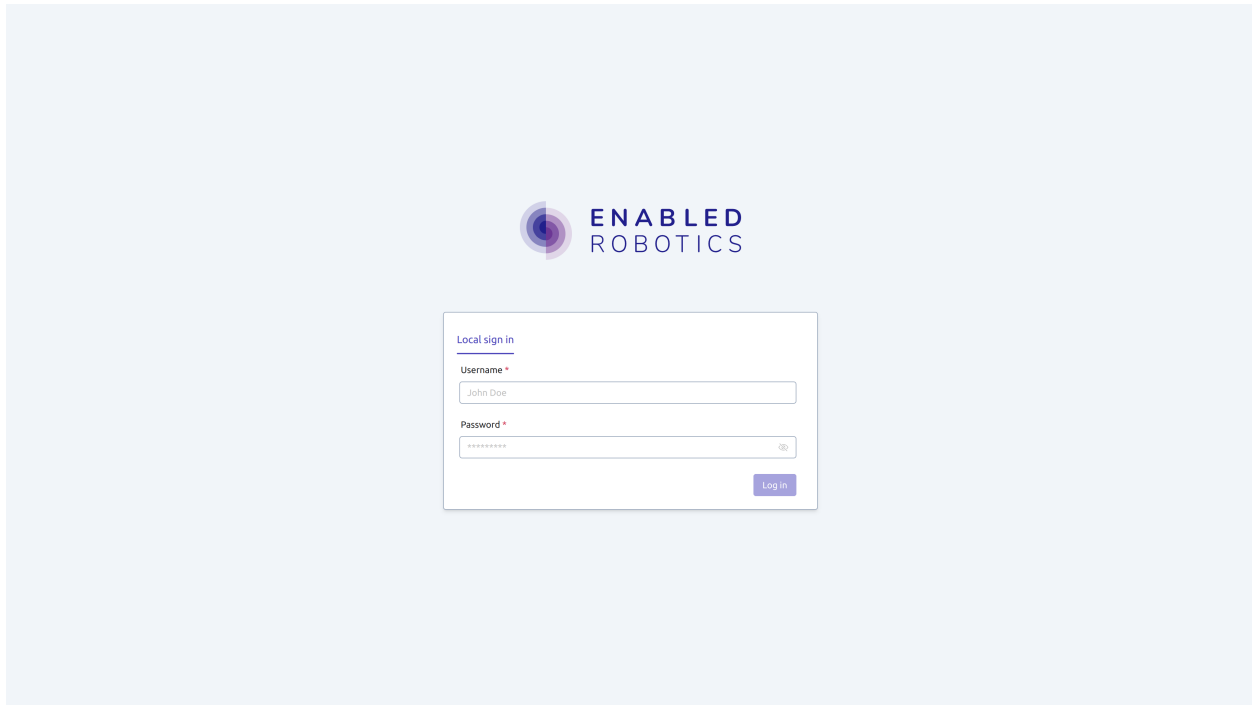 ENABLED
ROBOTICS
Local sign in
Username *
John Doe
Password *
*********
Log in